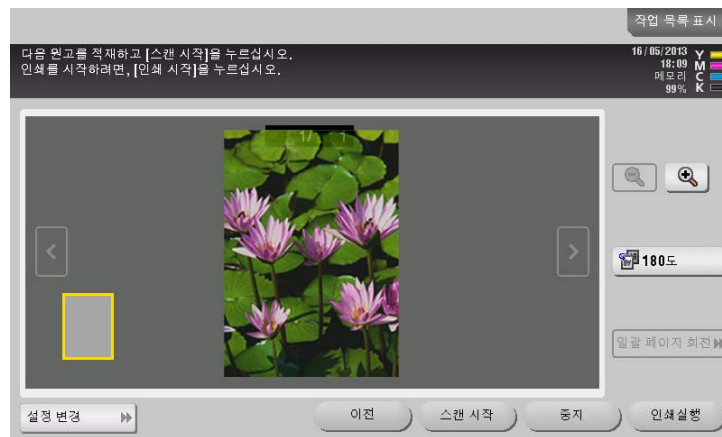 작업 목록 표시
다음 원고를 적재하고 [스캔 시작]을 누르십시오.
인쇄를 시작하려면, [인쇄 시작]을 누르십시오.
16/05/2013
18:09
메모리
99%
Y
M
C
K
1/ 1
180도
일괄 페이지 회전
설정 변경
이전
스캔 시작
중지
인쇄실행